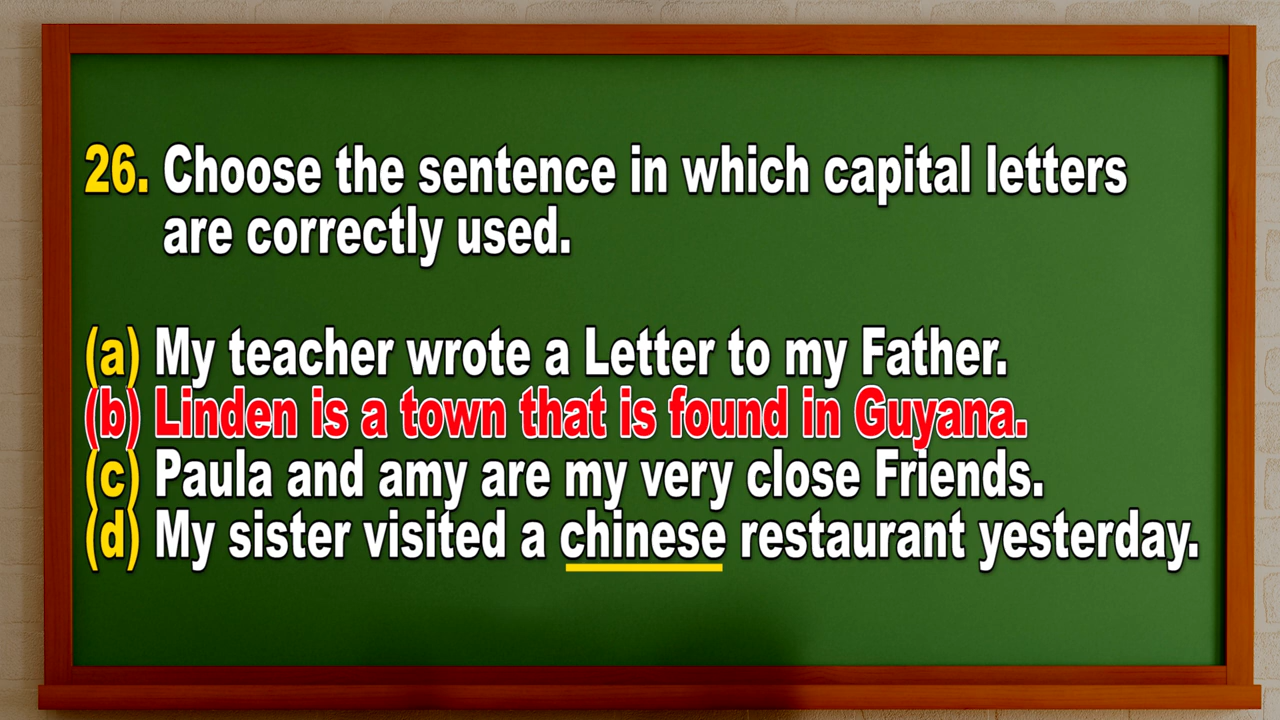 26. Choose the sentence in which capital letters
are correctly used.
(a) My teacher wrote a Letter to my Father.
(b) Linden is a town that is found in Guyana.
(c) Paula and amy are my very close Friends.
(d) My sister visited a chinese restaurant yesterday.